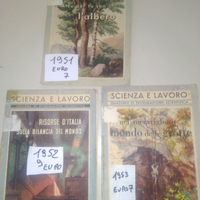 l'albero
1951
EURO
7
SCIENZA E LAVORO
RISORSE D'ITALIA
SULLA BILANCIA DEL MONDO
1952
9 EURO
SCIENZA E LAVORO
mondo delle grotte
1953
EURO 7